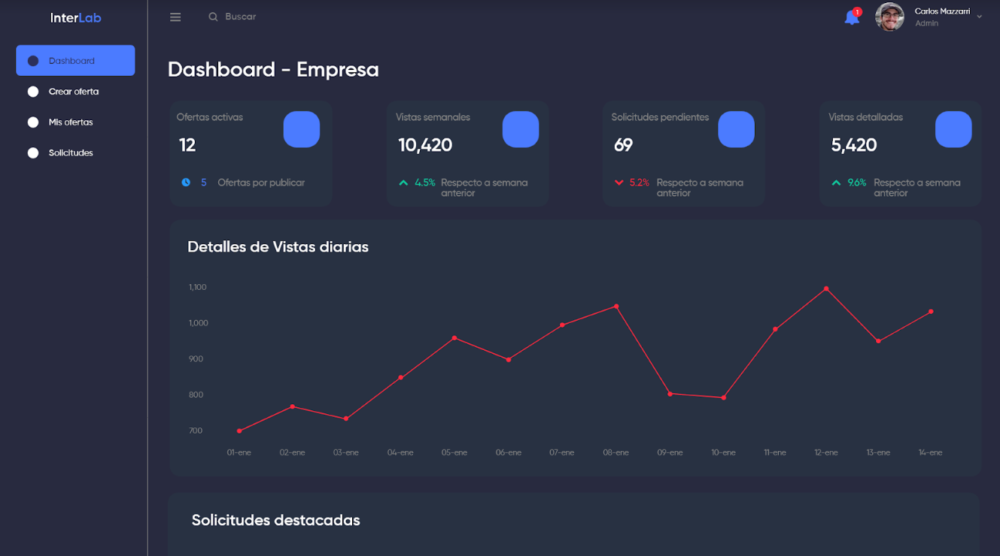 InterLab
Buscar
1
Carlos Mazzarri
Admin
Dashboard
Crear oferta
Mis ofertas
Solicitudes
Dashboard - Empresa
Ofertas activas
12
5 Ofertas por publicar
Vistas semanales
10,420
4.5% Respecto a semana
anterior
Solicitudes pendientes
69
5.2% Respecto a semana
anterior
Vistas detalladas
5,420
9.6% Respecto a semana
anterior
Detalles de Vistas diarias
1,100
1,000
900
800
700
01-ene 02-ene 03-ene 04-ene 05-ene 06-ene 07-ene 08-ene 09-ene 10-ene 11-ene 12-ene 13-ene 14-ene
Solicitudes destacadas